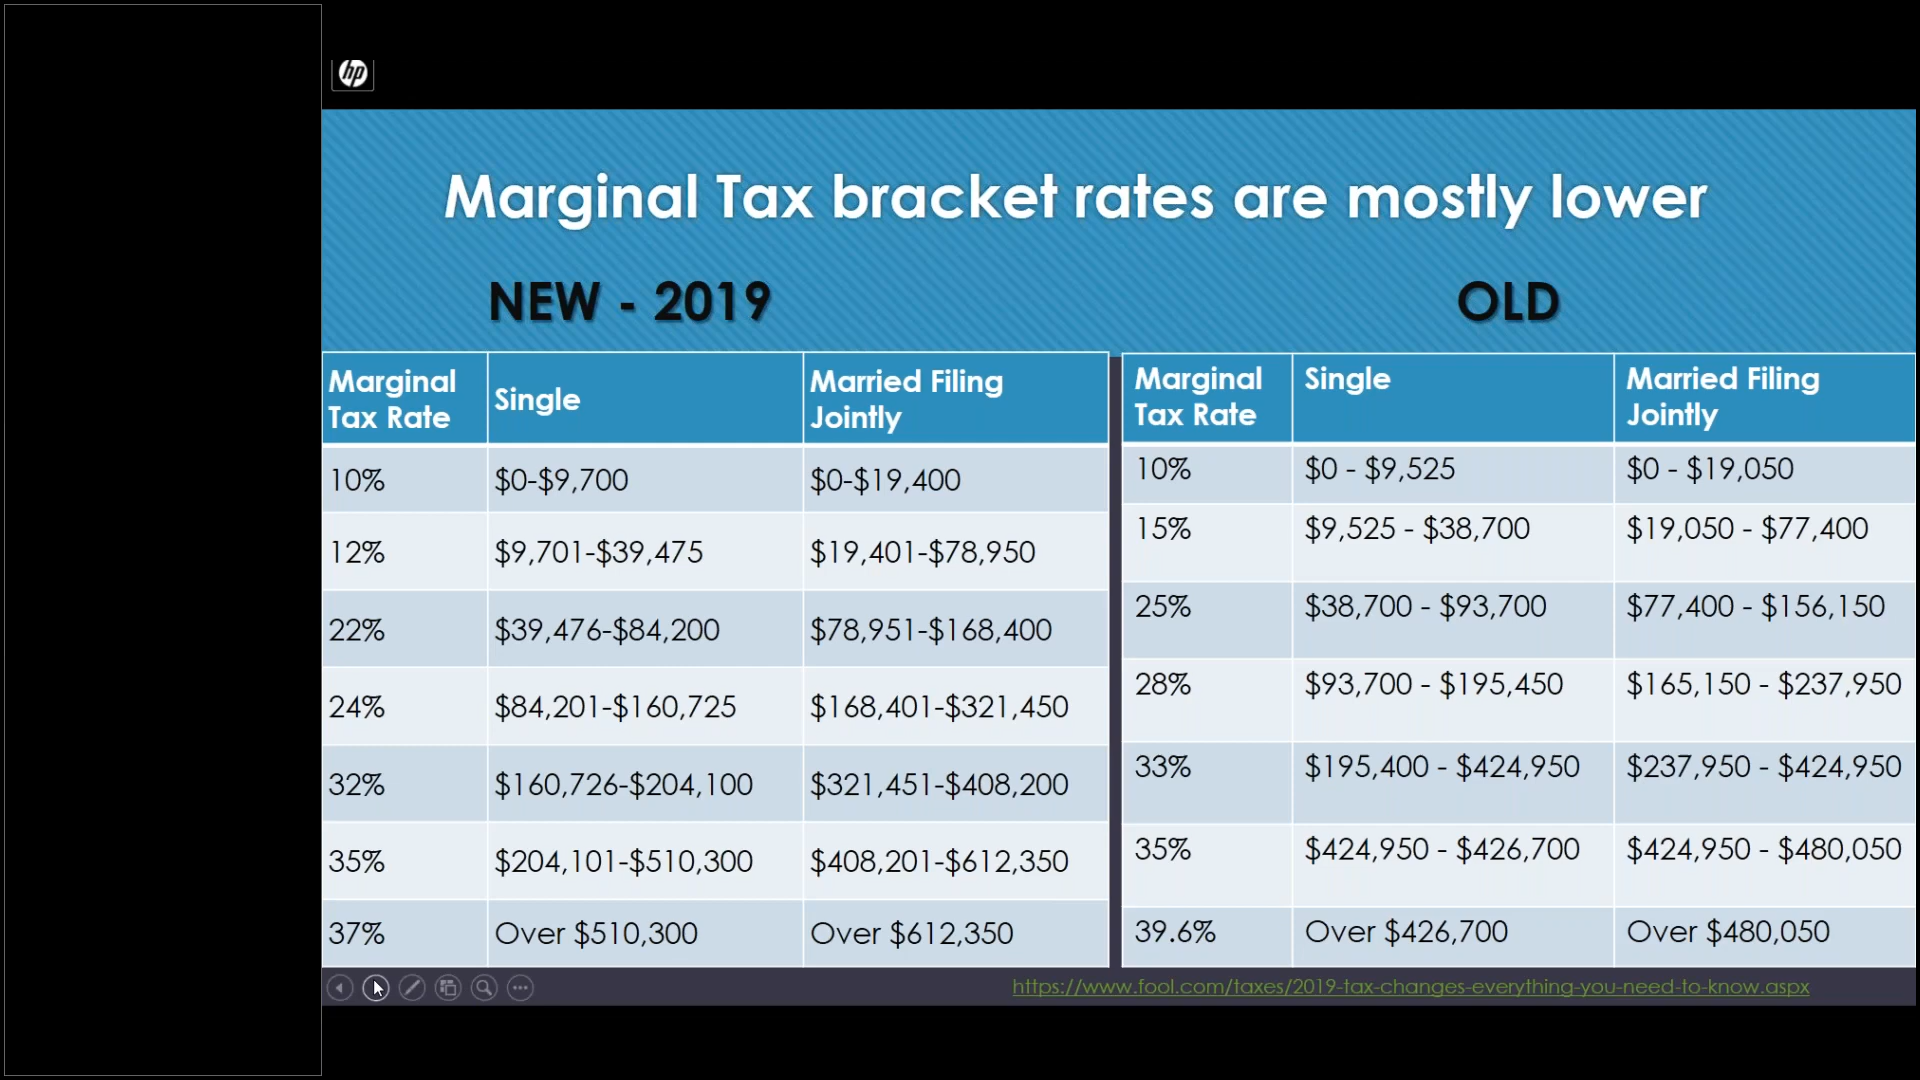 hp
Marginal Tax bracket rates are mostly lower
NEW - 2019
OLD
Marginal Tax Rate Single Married Filing Jointly
10% $0-$9,700 $0-$19,400
12% $9,701-$39,475 $19,401-$78,950
22% $39,476-$84,200 $78,951-$168,400
24% $84,201-$160,725 $168,401-$321,450
32% $160,726-$204,100 $321,451-$408,200
35% $204,101-$510,300 $408,201-$612,350
37% Over $510,300 Over $612,350
Marginal Tax Rate Single Married Filing Jointly
10% $0 - $9,525 $0 - $19,050
15% $9,525 - $38,700 $19,050 - $77,400
25% $38,700 - $93,700 $77,400 - $156,150
28% $93,700 - $195,450 $165,150 - $237,950
33% $195,400 - $424,950 $237,950 - $424,950
35% $424,950 - $426,700 $424,950 - $480,050
39.6% Over $426,700 Over $480,050
https://www.fool.com/taxes/2019-tax-changes-everything-you-need-to-know.aspx